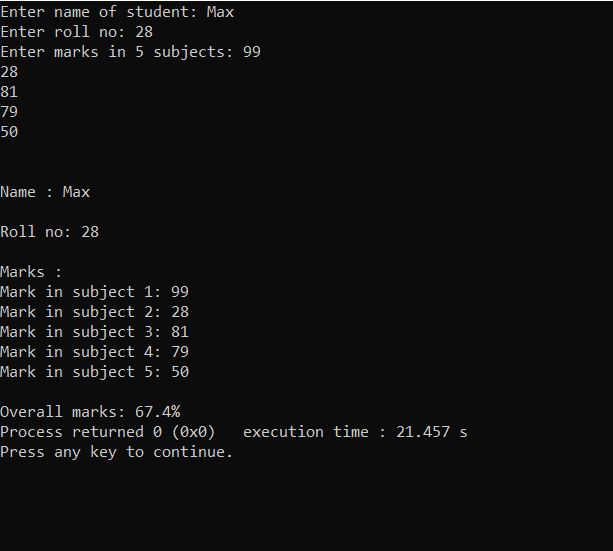 Enter name of student: Max
Enter roll no: 28
Enter marks in 5 subjects: 99
28
81
79
50
Name : Max
Roll no: 28
Marks :
Mark in subject 1: 99
Mark in subject 2: 28
Mark in subject 3: 81
Mark in subject 4: 79
Mark in subject 5: 50
Overall marks: 67.4%
Process returned 0 (0x0)   execution time : 21.457 s
Press any key to continue.